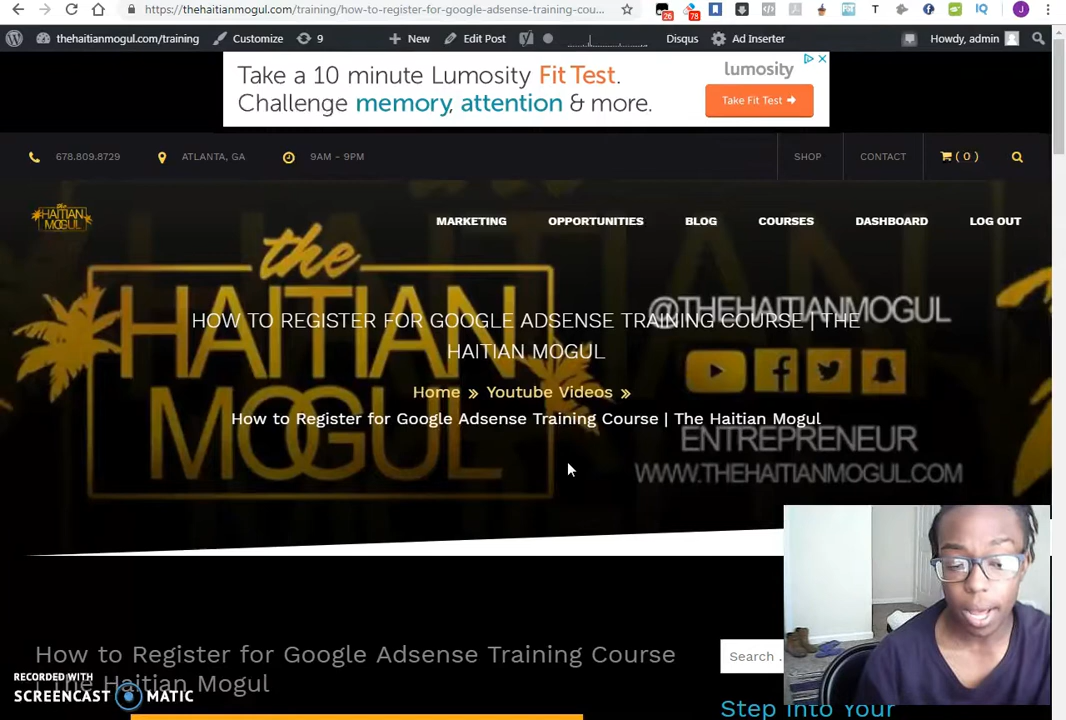 https://thehaitianmogul.com/training/how-to-register-for-google-adsense-training-cou...
26
78
J
thehaitianmogul.com/training
Customize
9
New
Edit Post
Disqus
Ad Inserter
Howdy, admin
Take a 10 minute Lumosity Fit Test.
Challenge memory, attention & more.
lumosity
Take Fit Test
678.809.8729
ATLANTA, GA
9AM – 9PM
SHOP
CONTACT
( 0 )
the
HAITIAN
MOGUL
MARKETING
OPPORTUNITIES
BLOG
COURSES
DASHBOARD
LOG OUT
the
HAITIAN
MOGUL
@THEHAITIANMOGUL
ENTREPRENEUR
WWW.THEHAITIANMOGUL.COM
HOW TO REGISTER FOR GOOGLE ADSENSE TRAINING COURSE | THE
HAITIAN MOGUL
Home » Youtube Videos »
How to Register for Google Adsense Training Course | The Haitian Mogul
How to Register for Google Adsense Training Course
| The Haitian Mogul
Search
Step Into Your
RECORDED WITH
SCREENCAST MATIC